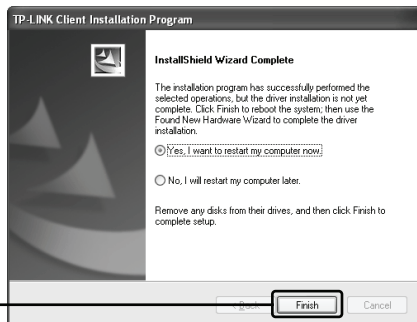 TP-LINK Client Installation Program
InstallShield Wizard Complete
The installation program has successfully performed the
selected operations, but the driver installation is not yet
complete. Click Finish to reboot the system; then use the
Found New Hardware Wizard to complete the driver
installation.
Yes, I want to restart my computer now.
No, I will restart my computer later.
Remove any disks from their drives, and then click Finish to
complete setup.
< Back Finish Cancel